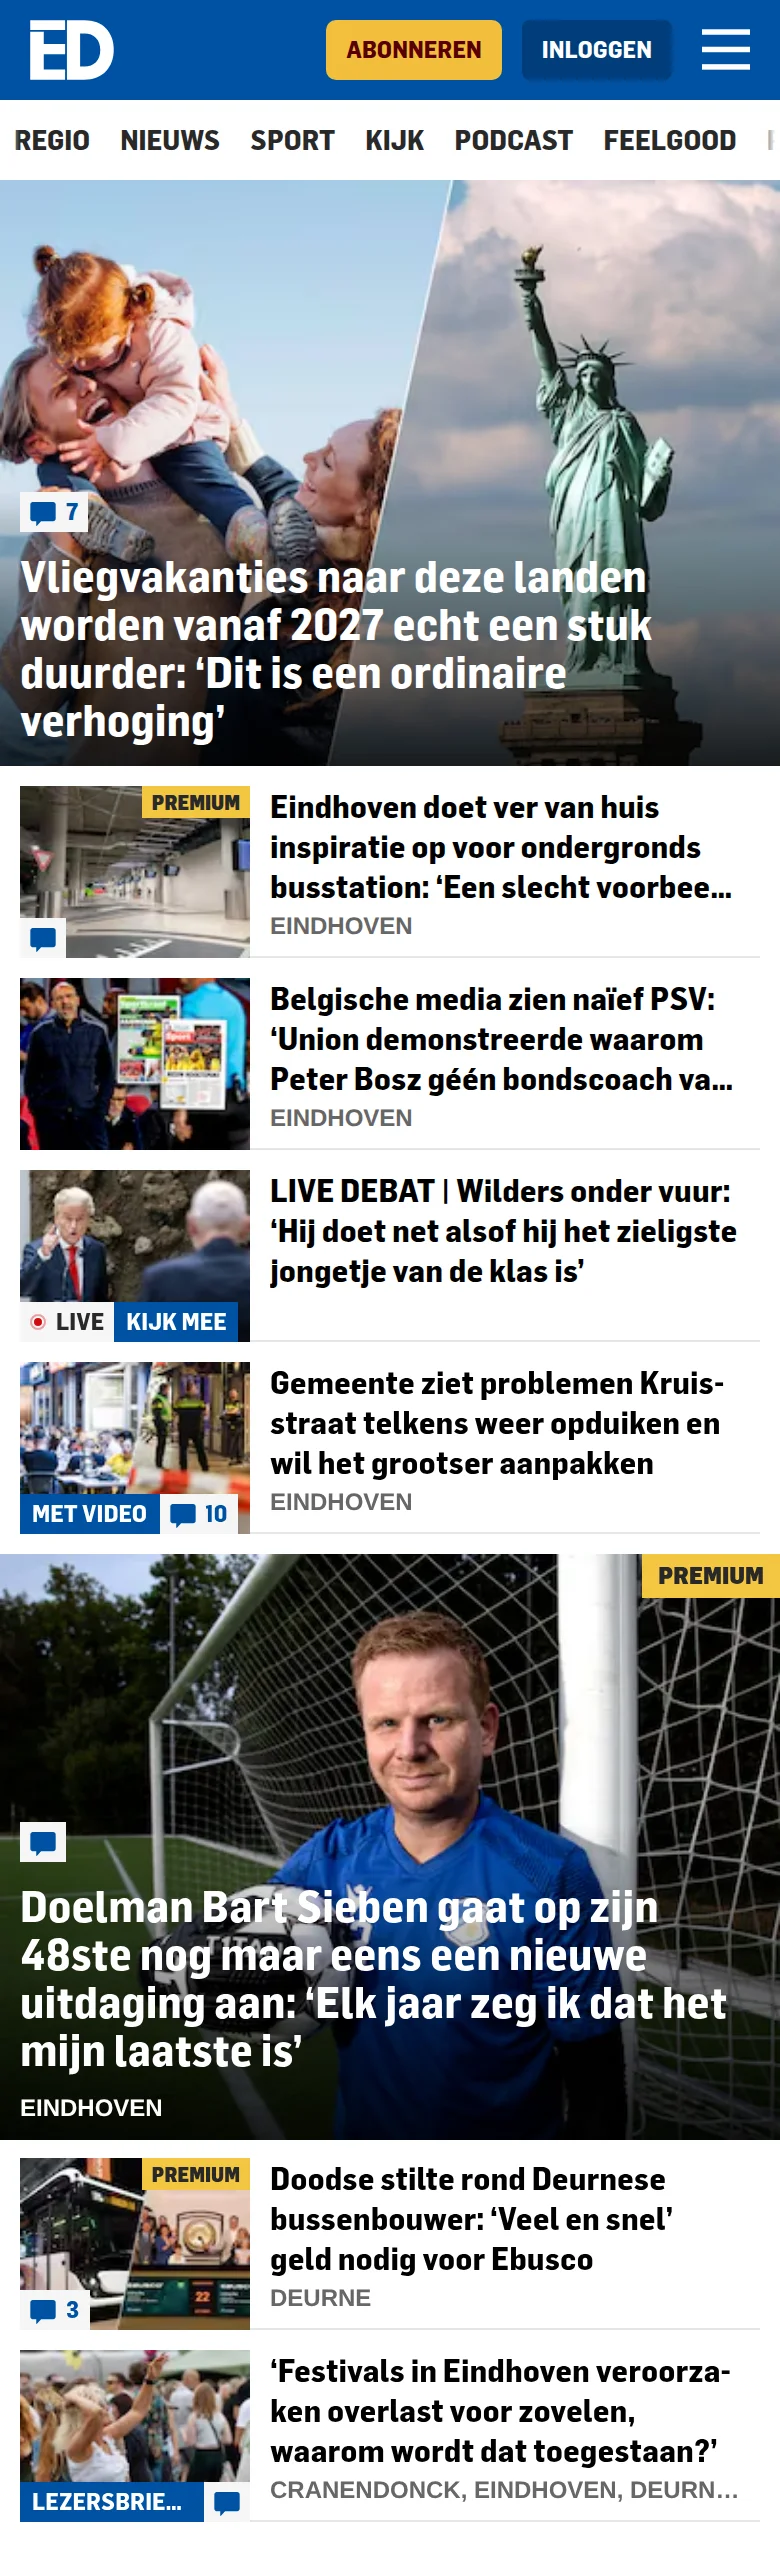 ED
ABONNEREN
INLOGGEN
REGIO NIEUWS SPORT KIJK PODCAST FEELGOOD
7
Vliegvakanties naar deze landen
worden vanaf 2027 echt een stuk
duurder: ‘Dit is een ordinaire
verhoging’
PREMIUM
Eindhoven doet ver van huis
inspiratie op voor ondergronds
busstation: ‘Een slecht voorbee...
EINDHOVEN
Belgische media zien naïef PSV:
‘Union demonstreerde waarom
Peter Bosz géén bondscoach va...
EINDHOVEN
LIVE KIJK MEE
LIVE DEBAT | Wilders onder vuur:
‘Hij doet net alsof hij het zieligste
jongetje van de klas is’
MET VIDEO 10
Gemeente ziet problemen Kruis-
straat telkens weer opduiken en
wil het grootser aanpakken
EINDHOVEN
PREMIUM
Doelman Bart Sieben gaat op zijn
48ste nog maar eens een nieuwe
uitdaging aan: ‘Elk jaar zeg ik dat het
mijn laatste is’
EINDHOVEN
PREMIUM
22
3
Doodse stilte rond Deurnese
bussenbouwer: ‘Veel en snel’
geld nodig voor Ebusco
DEURNE
LEZERSBRIE...
‘Festivals in Eindhoven veroorza-
ken overlast voor zovelen,
waarom wordt dat toegestaan?’
CRANENDONCK, EINDHOVEN, DEURN...